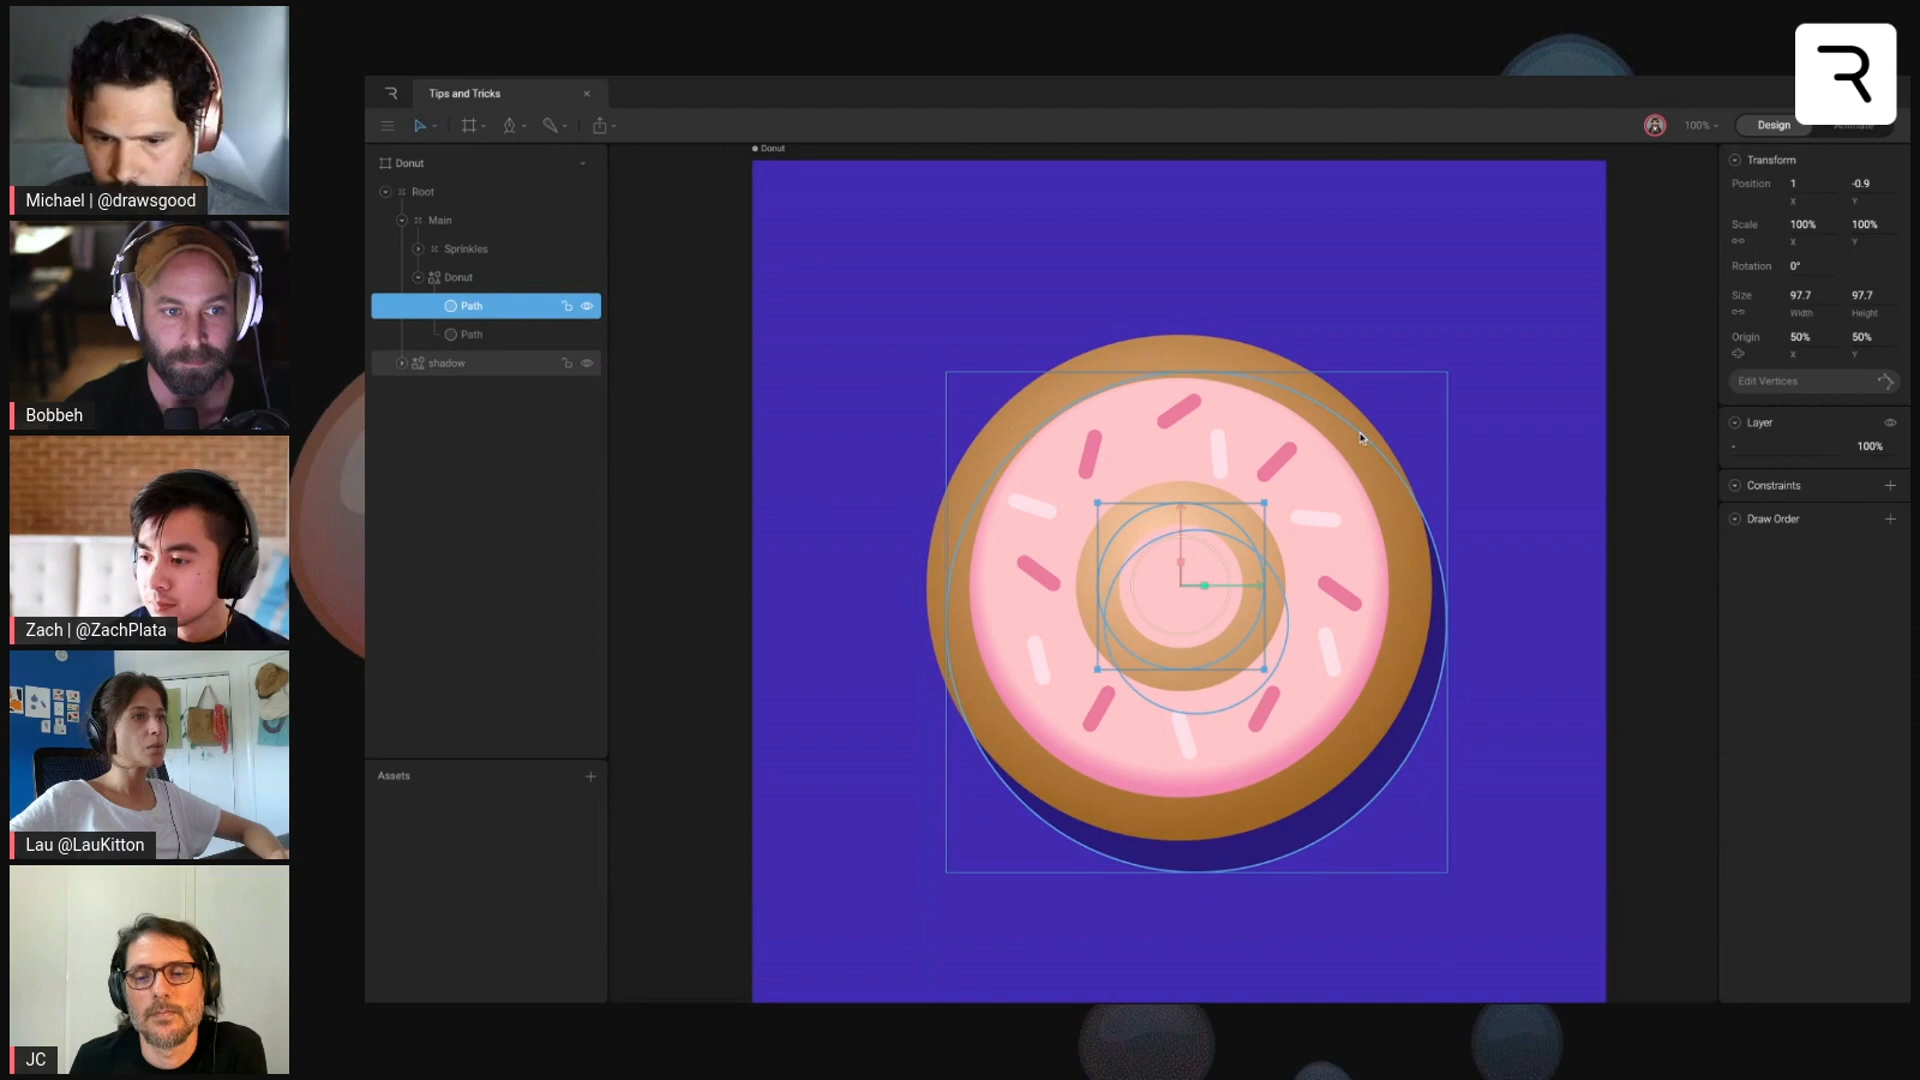 Michael | @drawsgood
Bobbeh
Zach | @ZachPlata
Lau @LauKitton
JC
Tips and Tricks
100%
Design
Animate
Donut
Root
Main
Sprinkles
Donut
Path
Path
shadow
Assets
Donut
Transform
Position 1 -0.9
X Y
Scale 100% 100%
X Y
Rotation 0°
Size 97.7 97.7
Width Height
Origin 50% 50%
X Y
Edit Vertices
Layer
- 100%
Constraints
Draw Order